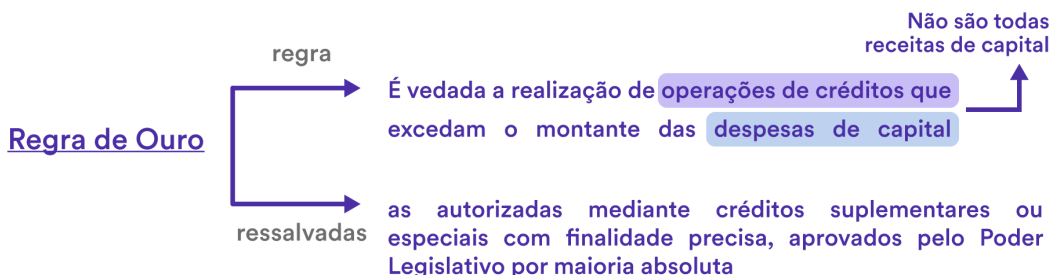 Não são todas
receitas de capital
regra
É vedada a realização de operações de créditos que
excedam o montante das despesas de capital
Regra de Ouro
ressalvadas
as autorizadas mediante créditos suplementares ou
especiais com finalidade precisa, aprovados pelo Poder
Legislativo por maioria absoluta